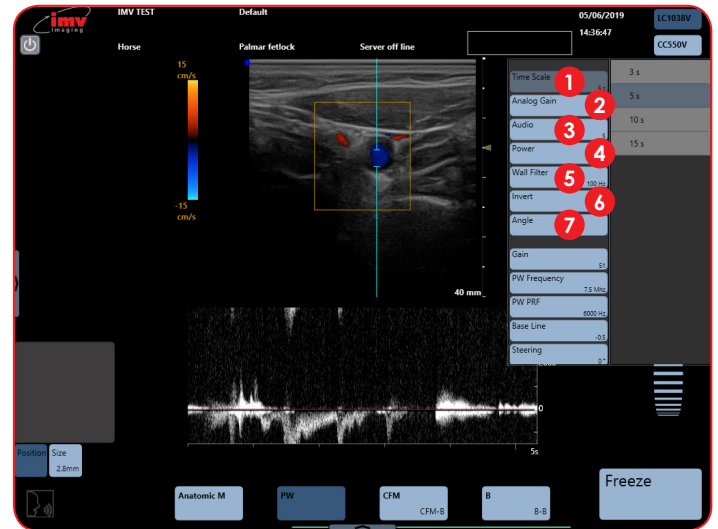 imv
imaging
IMV TEST
Default
05/06/2019
LC1038V
14:36:47
Horse
Palmar fetlock
Server off line
CC550V
15
cm/s
-15
cm/s
40 mm
Time Scale
1
5 s
Analog Gain
2
Audio
3
5
Power
4
Wall Filter
5
100 Hz
Invert
6
Angle
7
Gain
51
PW Frequency
7.5 Mhz
PW PRF
6000 Hz
Base Line
-0.5
Steering
0 °
3 s
5 s
10 s
15 s
0
5s
Position
Size
2.8mm
Anatomic M
PW
CFM
CFM-B
B
B-B
Freeze